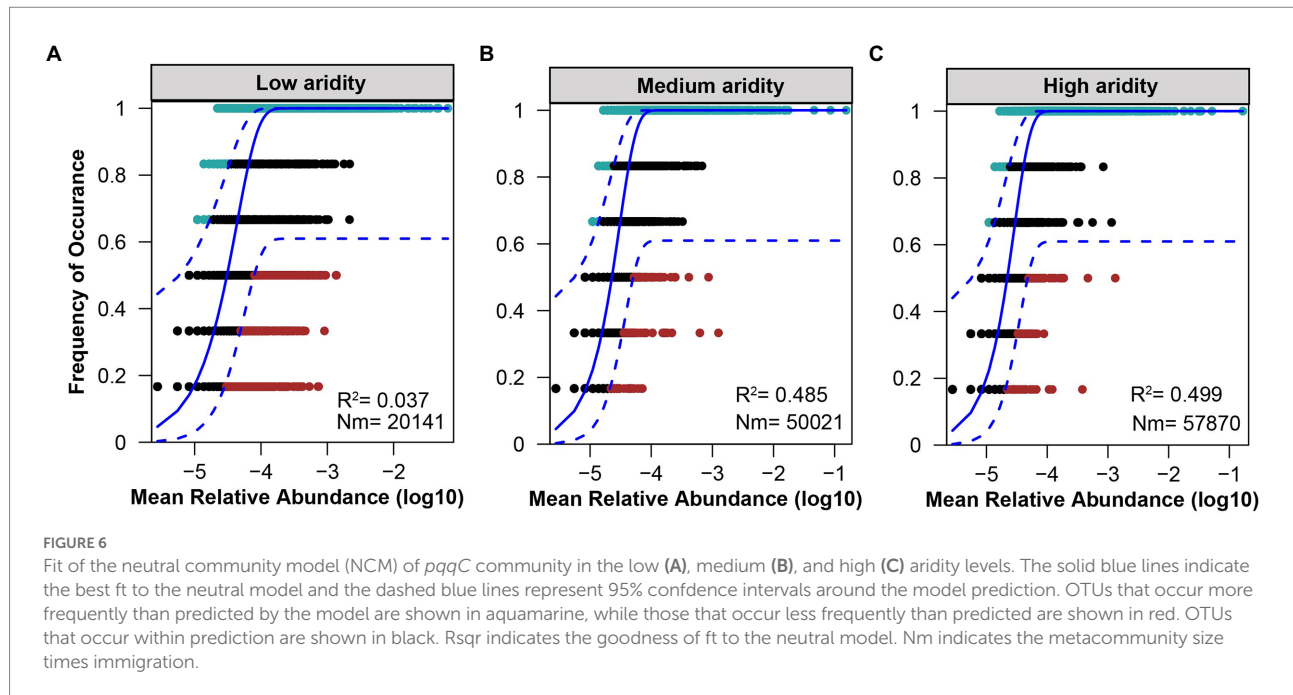 A
B
C
Low aridity
Medium aridity
High aridity
Frequency of Occurance
1
0.8
0.6
0.4
0.2
0
1
0.8
0.6
0.4
0.2
0
1
0.8
0.6
0.4
0.2
0
R²= 0.037
Nm= 20141
R²= 0.485
Nm= 50021
R²= 0.499
Nm= 57870
−5 −4 −3 −2
−5 −4 −3 −2 −1
−5 −4 −3 −2 −1
Mean Relative Abundance (log10)
Mean Relative Abundance (log10)
Mean Relative Abundance (log10)
FIGURE 6
Fit of the neutral community model (NCM) of pqqC community in the low (A), medium (B), and high (C) aridity levels. The solid blue lines indicate
the best ft to the neutral model and the dashed blue lines represent 95% confdence intervals around the model prediction. OTUs that occur more
frequently than predicted by the model are shown in aquamarine, while those that occur less frequently than predicted are shown in red. OTUs
that occur within prediction are shown in black. Rsqr indicates the goodness of ft to the neutral model. Nm indicates the metacommunity size
times immigration.